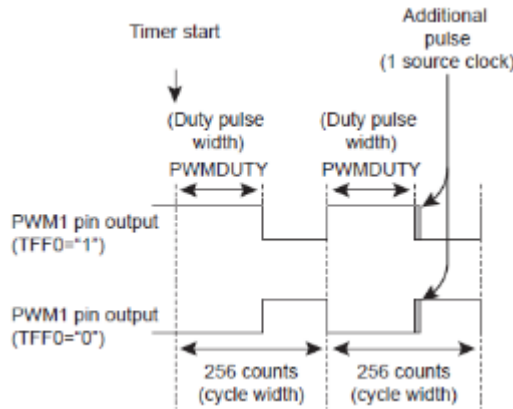 Timer start
Additional
pulse
(1 source clock)
(Duty pulse
width)
PWMDUTY
(Duty pulse
width)
PWMDUTY
PWM1 pin output
(TFF0=“1”)
PWM1 pin output
(TFF0=“0”)
256 counts
(cycle width)
256 counts
(cycle width)